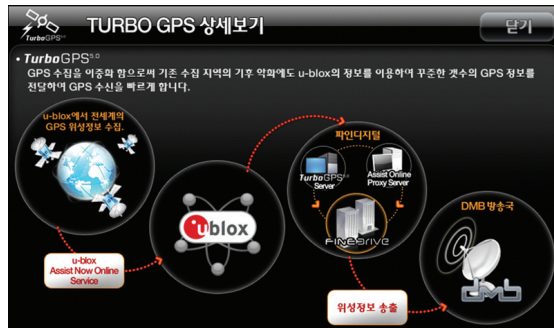 TurboGPS5.0
TURBO GPS 상세보기
닫기
• TurboGPS5.0
GPS 수집을 이중화 함으로써 기존 수집 지역의 기후 악화에도 u-blox의 정보를 이용하여 꾸준한 갯수의 GPS 정보를
전달하여 GPS 수신을 빠르게 합니다.
u-blox에서 전세계의
GPS 위성정보 수집.
u-blox
Assist Now Online
Service
ublox
파인디지털
TurboGPS5.0
Server
Assist Online
Proxy Server
FINEDRIVE
위성정보 송출
DMB 방송국
dmb